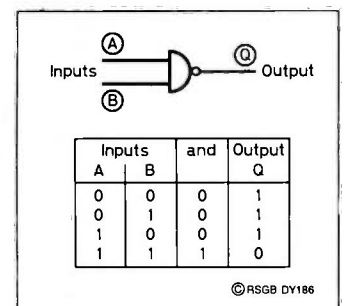 A
Q
Inputs Output
B
Inputs and Output
A B Q
0 0 0 1
0 1 0 1
1 0 0 1
1 1 1 0
© RSGB DY186